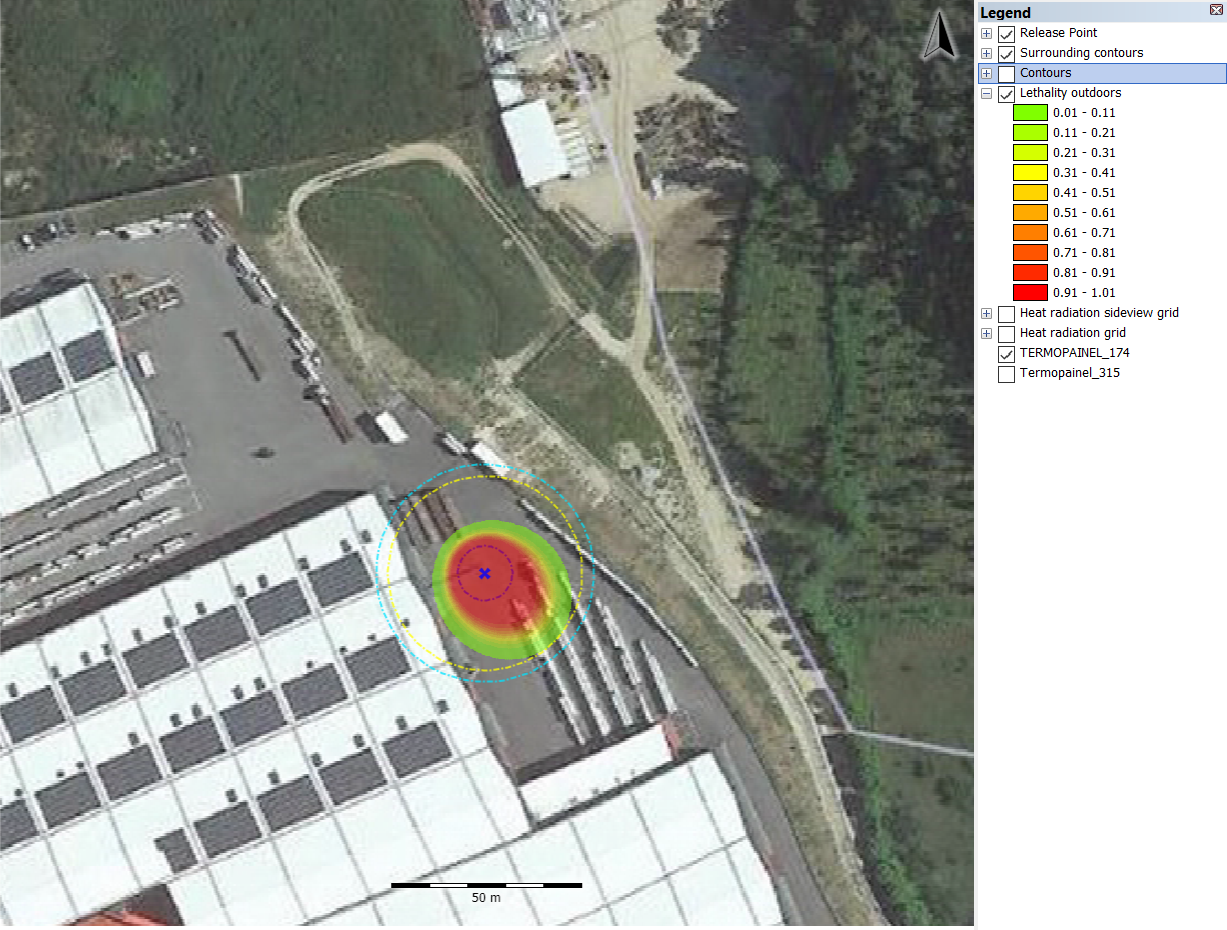 Legend
Release Point
Surrounding contours
Contours
Lethality outdoors
0.01 - 0.11
0.11 - 0.21
0.21 - 0.31
0.31 - 0.41
0.41 - 0.51
0.51 - 0.61
0.61 - 0.71
0.71 - 0.81
0.81 - 0.91
0.91 - 1.01
Heat radiation sideview grid
Heat radiation grid
TERMOPAINEL_174
Termopainel_315
50 m